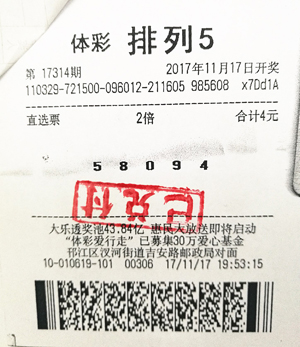 体彩 排列5
第 17314期 2017年11月17日开奖
110329-721500-096012-211605 985608 x7Dd1A
直选票 2倍 合计4元
5 8 0 9 4
已兑付
大乐透奖池43.84亿 惠民大放送即将启动
“体彩爱行走”已募集30万爱心基金
邗江区汊河街道吉安路邮政局对面
10-010619-101 00306 17/11/17 19:53:15